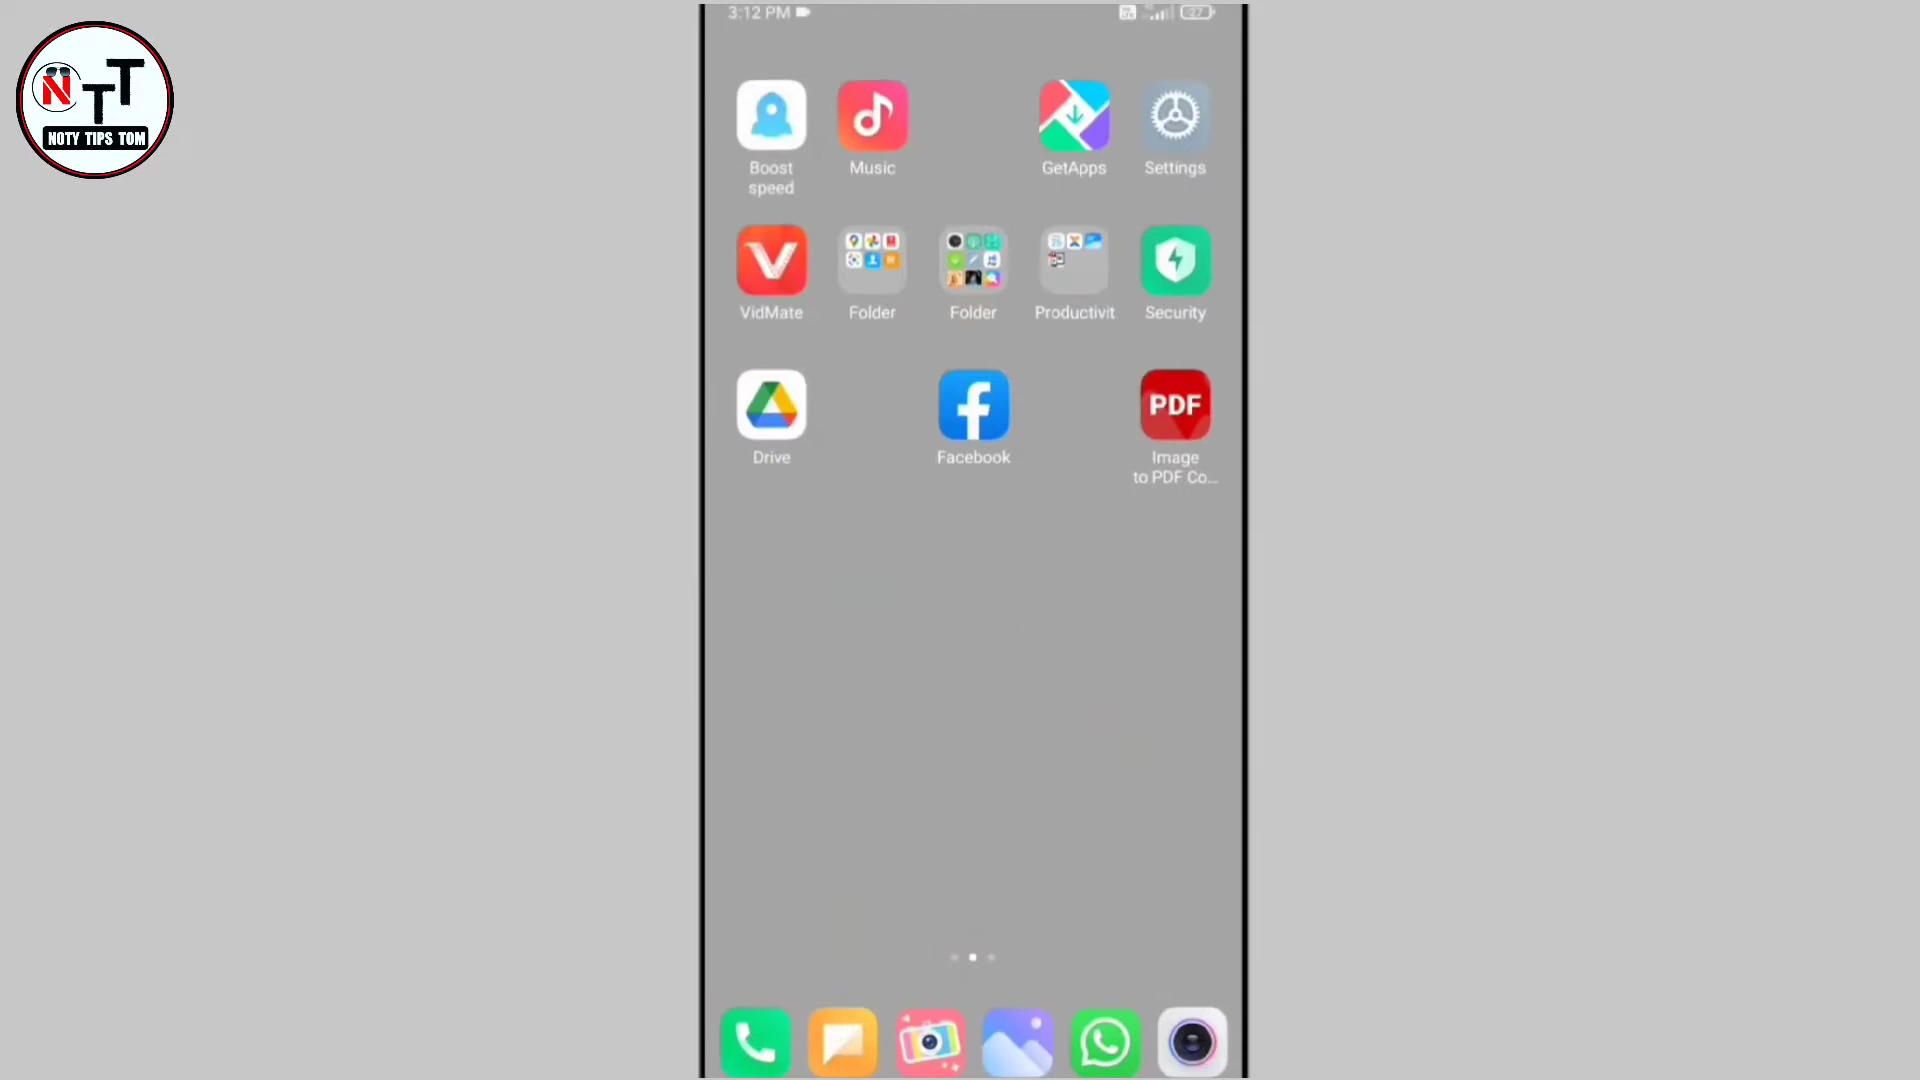 3:12 PM
27
N T T
NOTY TIPS TOM
Boost
speed
Music
GetApps
Settings
VidMate
Folder
Folder
Productivit
Security
Drive
Facebook
PDF
Image
to PDF Co...